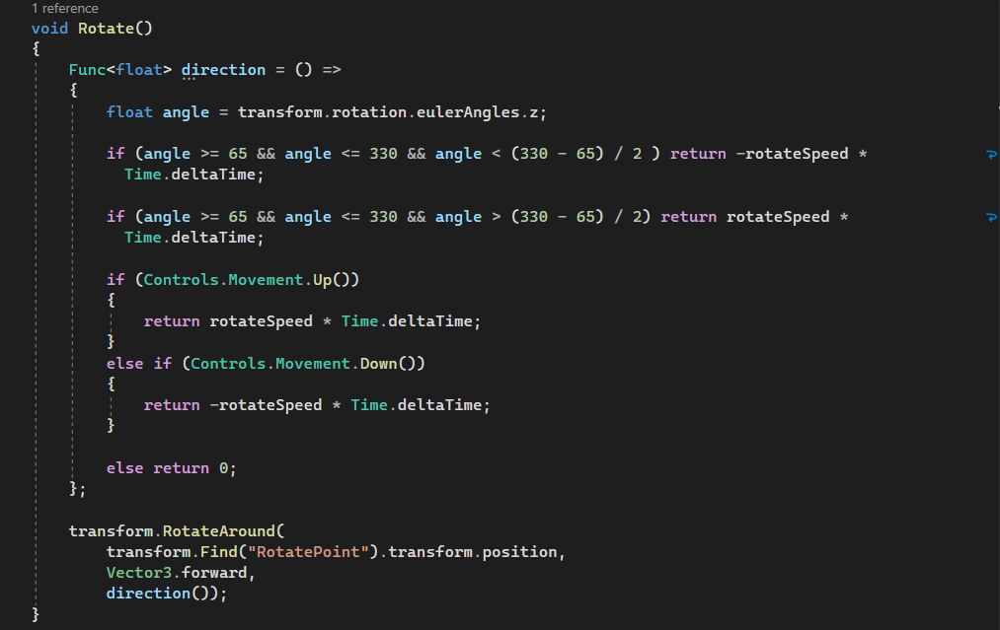 1 reference
void Rotate()
{
Func<float> direction = () =>
{
float angle = transform.rotation.eulerAngles.z;
if (angle >= 65 && angle <= 330 && angle < (330 - 65) / 2 ) return -rotateSpeed *
Time.deltaTime;
if (angle >= 65 && angle <= 330 && angle > (330 - 65) / 2) return rotateSpeed *
Time.deltaTime;
if (Controls.Movement.Up())
{
return rotateSpeed * Time.deltaTime;
}
else if (Controls.Movement.Down())
{
return -rotateSpeed * Time.deltaTime;
}
else return 0;
};
transform.RotateAround(
transform.Find("RotatePoint").transform.position,
Vector3.forward,
direction());
}